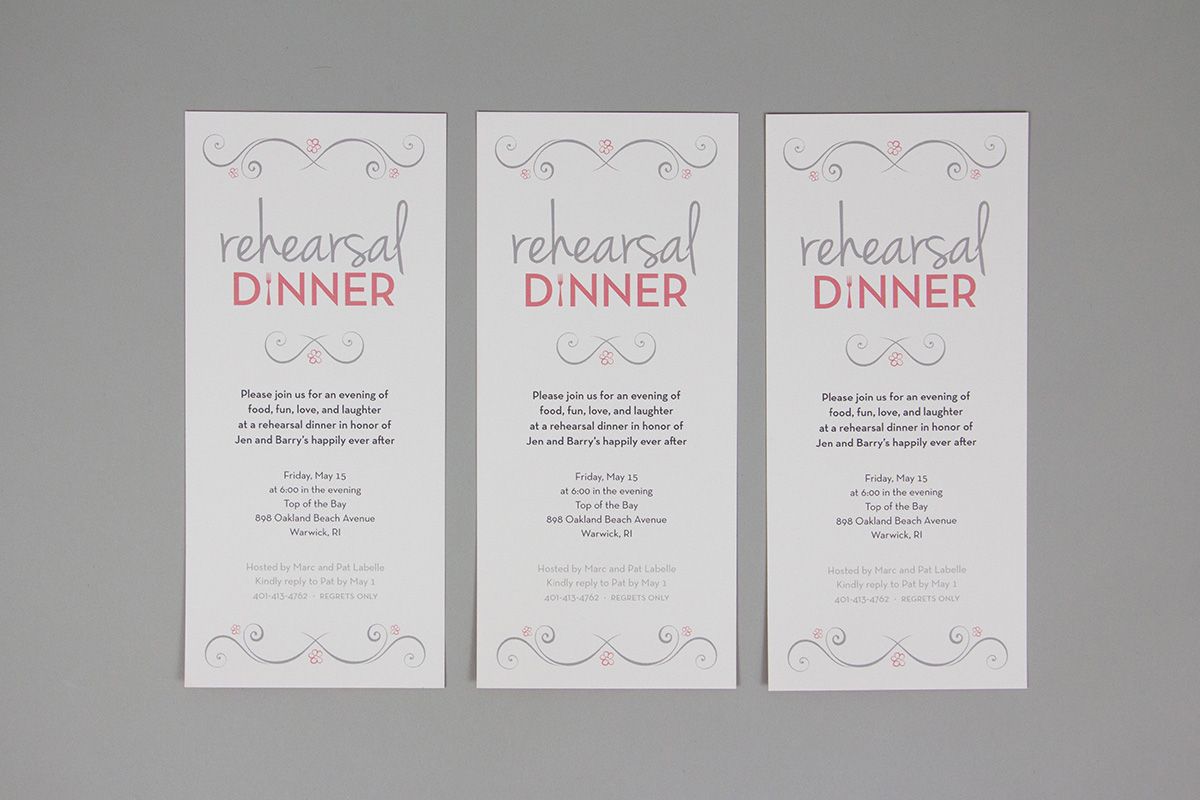 rehearsal
DINNER
Please join us for an evening of
food, fun, love, and laughter
at a rehearsal dinner in honor of
Jen and Barry's happily ever after
Friday, May 15
at 6:00 in the evening
Top of the Bay
898 Oakland Beach Avenue
Warwick, RI
Hosted by Marc and Pat Labelle
Kindly reply to Pat by May 1
401-413-4762 · REGRETS ONLY
rehearsal
DINNER
Please join us for an evening of
food, fun, love, and laughter
at a rehearsal dinner in honor of
Jen and Barry's happily ever after
Friday, May 15
at 6:00 in the evening
Top of the Bay
898 Oakland Beach Avenue
Warwick, RI
Hosted by Marc and Pat Labelle
Kindly reply to Pat by May 1
401-413-4762 · REGRETS ONLY
rehearsal
DINNER
Please join us for an evening of
food, fun, love, and laughter
at a rehearsal dinner in honor of
Jen and Barry's happily ever after
Friday, May 15
at 6:00 in the evening
Top of the Bay
898 Oakland Beach Avenue
Warwick, RI
Hosted by Marc and Pat Labelle
Kindly reply to Pat by May 1
401-413-4762 · REGRETS ONLY